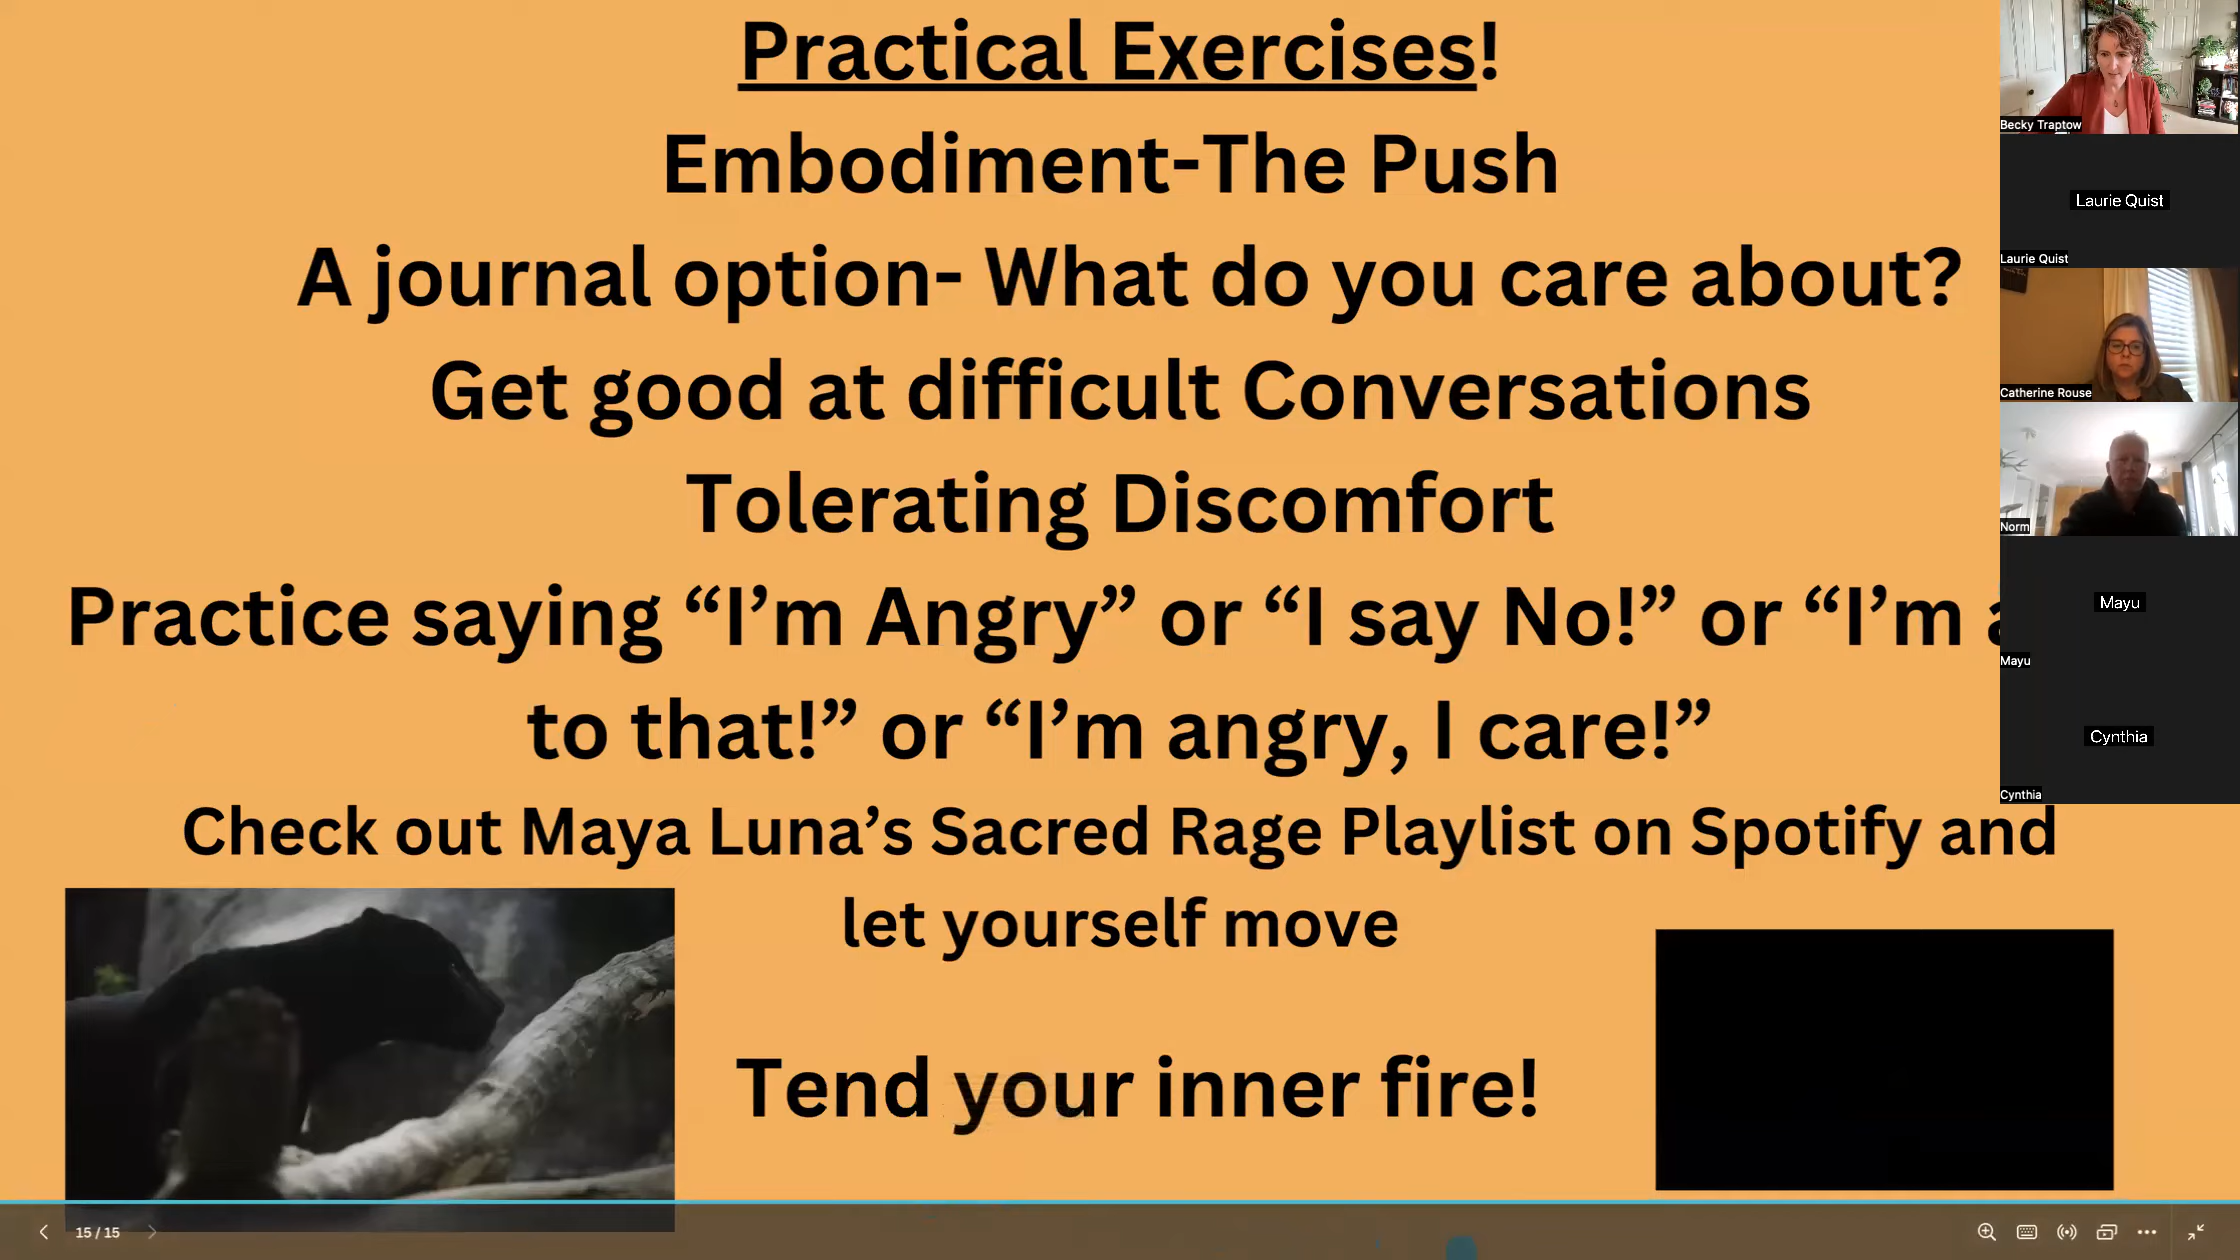 Practical Exercises!
Embodiment-The Push
A journal option- What do you care about?
Get good at difficult Conversations
Tolerating Discomfort
Practice saying “I’m Angry” or “I say No!” or “I’m
to that!” or “I’m angry, I care!”
Check out Maya Luna’s Sacred Rage Playlist on Spotify and
let yourself move
Tend your inner fire!
Becky Traptow
Laurie Quist
Laurie Quist
Catherine Rouse
Norm
Mayu
Mayu
Cynthia
Cynthia
15 / 15